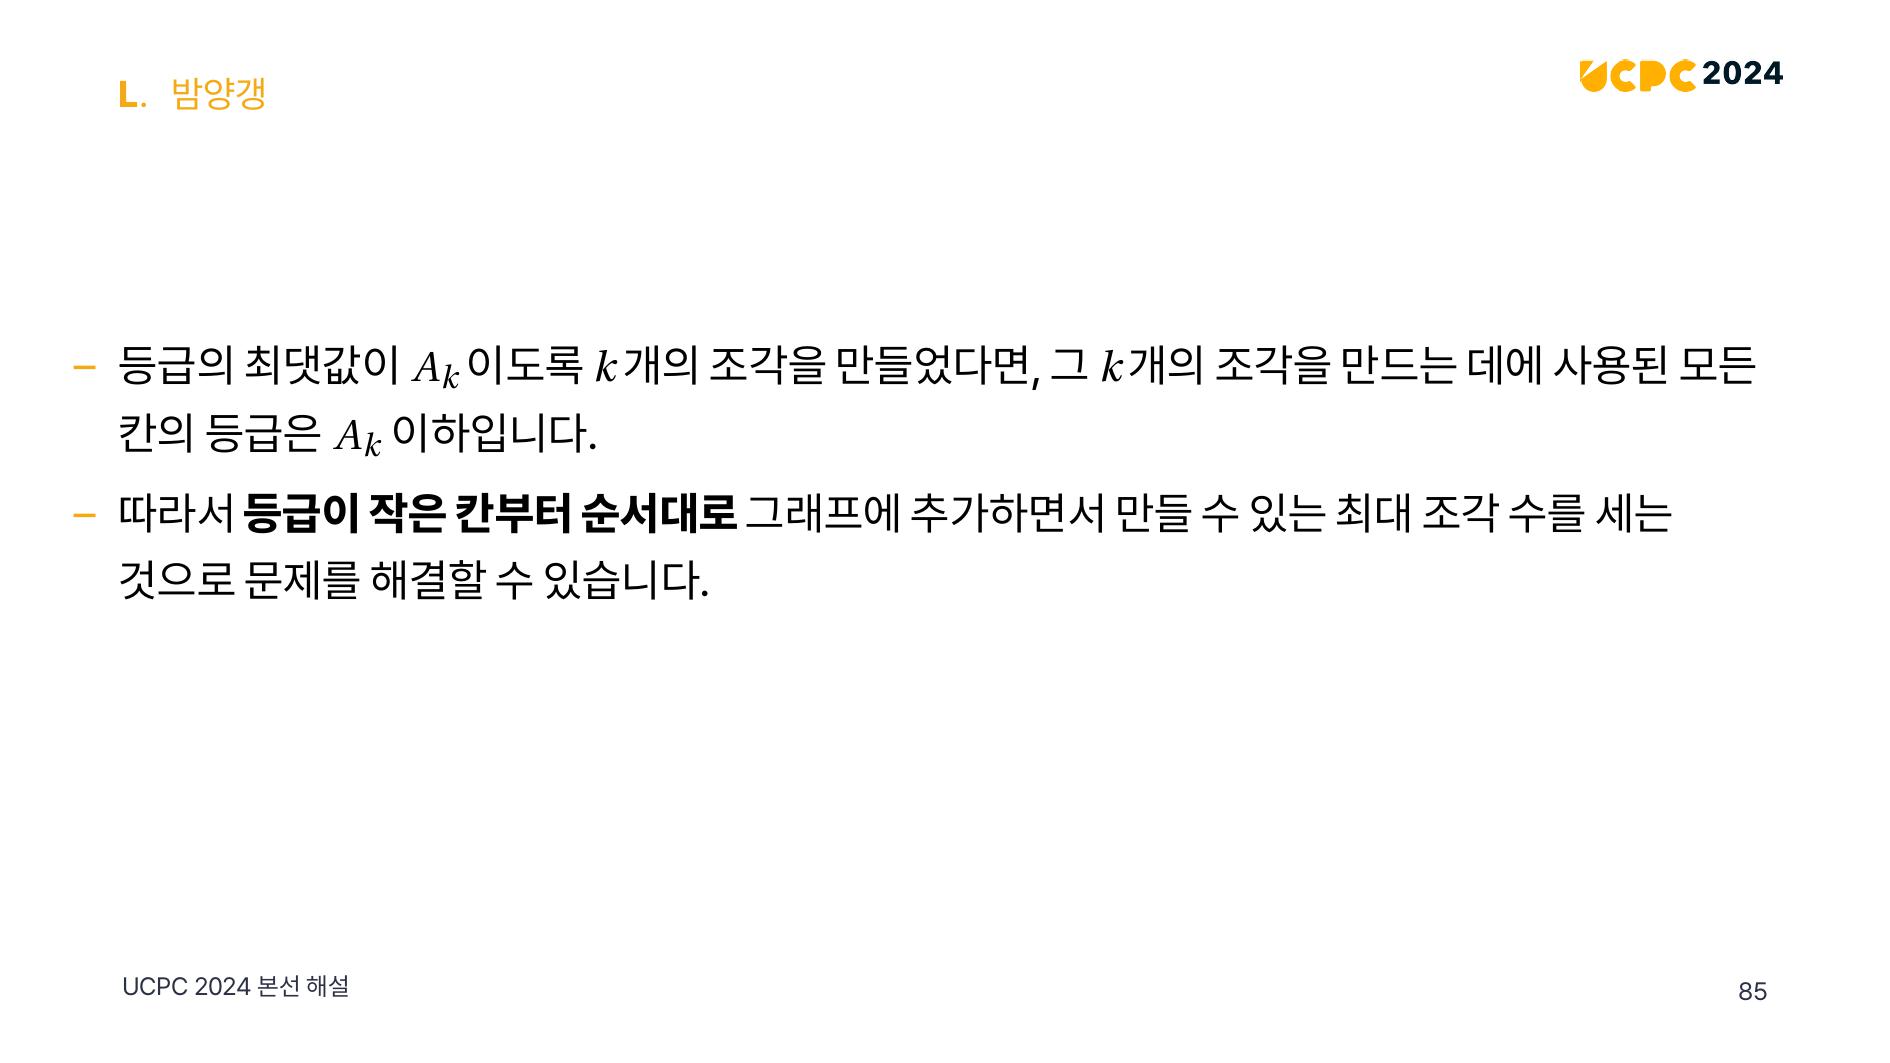 L. 밤양갱
UCPC 2024
– 등급의 최댓값이 A_k이도록 k개의 조각을 만들었다면, 그 k개의 조각을 만드는 데에 사용된 모든
칸의 등급은 A_k 이하입니다.
– 따라서 등급이 작은 칸부터 순서대로 그래프에 추가하면서 만들 수 있는 최대 조각 수를 세는
것으로 문제를 해결할 수 있습니다.
UCPC 2024 본선 해설
85